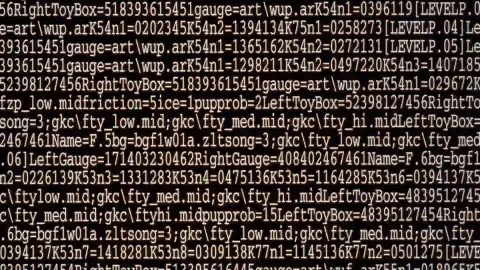 56RightToyBox=518393615451gauge=art\wup.arK54n1=0396119[LEVELP.0
e=art\wup.arK54n1=0202345K54n2=1394134K75n1=0258273[LEVELP.04]Le
393615451gauge=art\wup.arK54n1=0165162K54n2=0272131[LEVELP.05]Le
393615451gauge=art\wup.arK54n1=1298211K54n2=0497220K54n3=1407185
52398127456RightToyBox=518393615451gauge=art\wup.arK54n1=029672K
fzp_low.midfriction=5ice=1pupprob=2LeftToyBox=52398127456RightTo
song=3;gkc\fty_low.mid;gkc\fty_med.mid;gkc\fty_hi.midLeftToyBox=
2467461Name=F.5bg=bgf1w01a.zltsong=3;gkc\fty_low.mid;gkc\fty_med
.06]LeftGauge=171403230462RightGauge=408402467461Name=F.6bg=bgf1
n2=0226139K53n3=1331283K53n4=0475136K53n5=1164285K53n6=0394137K5
c\ftylow.mid;gkc\fty_med.mid;gkc\fty_hi.midLeftToyBox=4839512745
c\fty_med.mid;gkc\ftyhi.midpupprob=15LeftToyBox=48395127454Right
.6bg=bgf1w01a.zltsong=3;gkc\fty_low.mid;gkc\fty_med.mid;gkc\fty_
0394137K53n7=1418281K53n8=0309138K77n1=1145136K77n2=0501275[LEVE